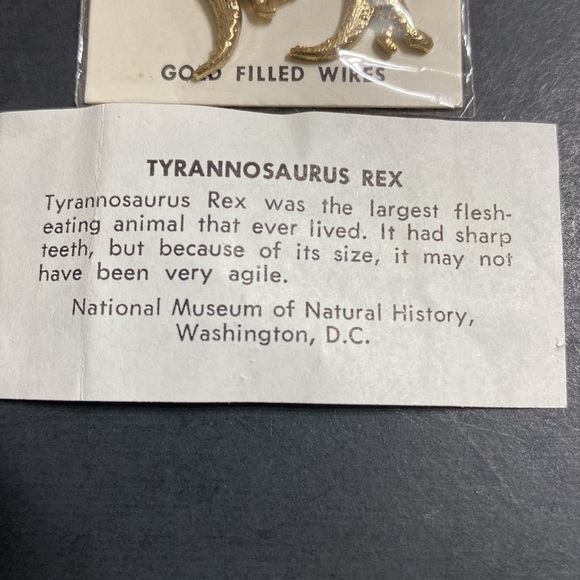 GOLD FILLED WIRES
TYRANNOSAURUS REX
Tyrannosaurus Rex was the largest flesh-
eating animal that ever lived. It had sharp
teeth, but because of its size, it may not
have been very agile.
National Museum of Natural History,
Washington, D.C.